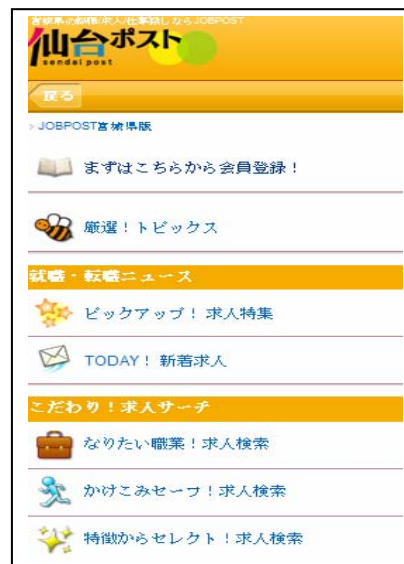 宮城県の転職/求人/仕事探しならJOBPOST
仙台ポスト
sendai post
戻る
> JOBPOST宮城県版
まずはこちらから会員登録！
厳選！トピックス
就職・転職ニュース
ピックアップ！求人特集
TODAY！新着求人
こだわり！求人サーチ
なりたい職業！求人検索
かけこみセーフ！求人検索
特徴からセレクト！求人検索